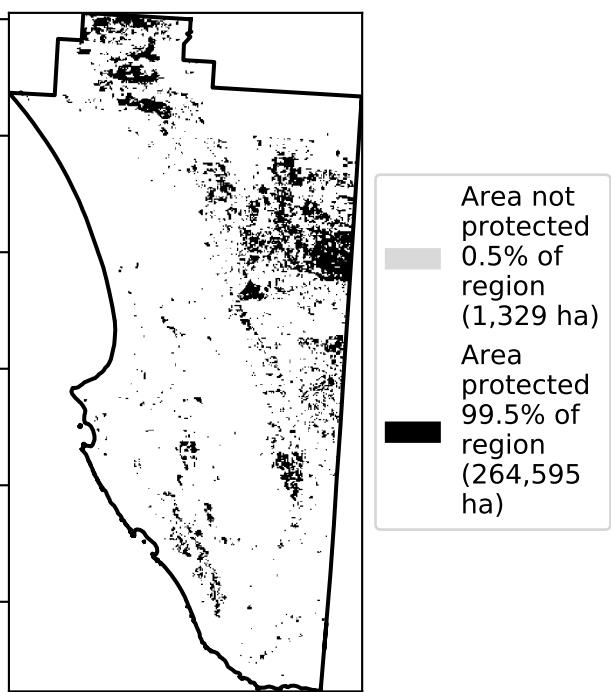 Area not
protected
0.5% of
region
(1,329 ha)
Area
protected
99.5% of
region
(264,595
ha)